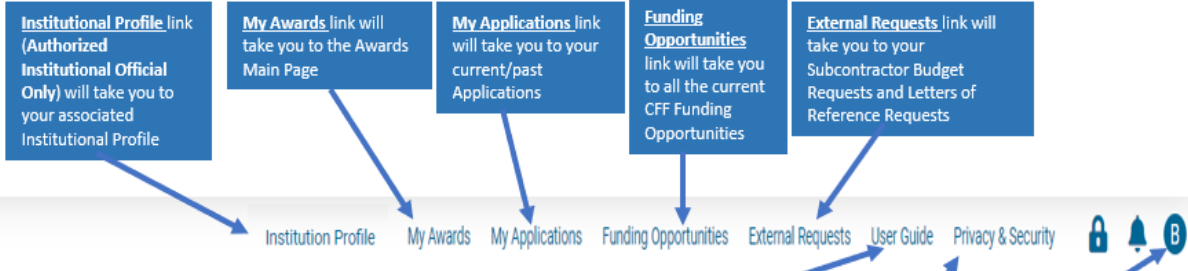 Institutional Profile link
(Authorized
Institutional Official
Only) will take you to
your associated
Institutional Profile
My Awards link will
take you to the Awards
Main Page
My Applications link
will take you to your
current/past
Applications
Funding
Opportunities
link will take you
to all the current
CFF Funding
Opportunities
External Requests link will
take you to your
Subcontractor Budget
Requests and Letters of
Reference Requests
Institution Profile My Awards My Applications Funding Opportunities External Requests User Guide Privacy & Security B